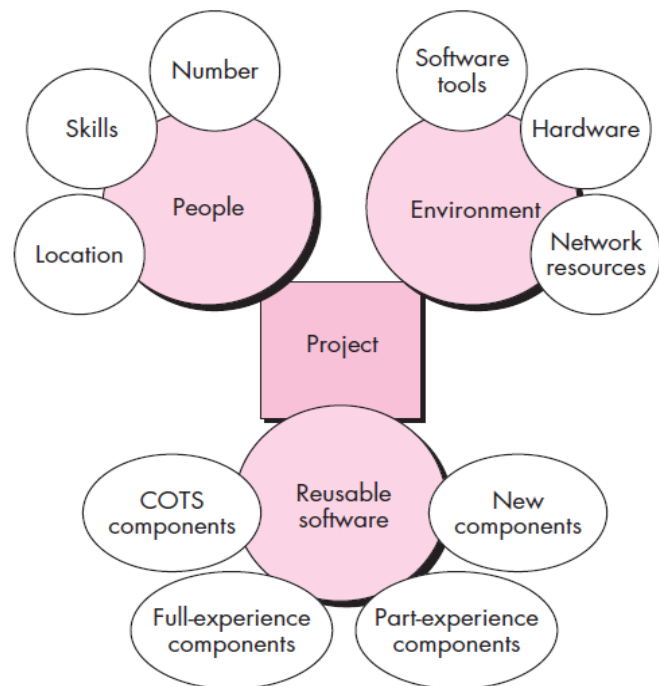 Number
Skills
Location
People
Software
tools
Hardware
Network
resources
Environment
Project
Reusable
software
COTS
components
Full-experience
components
Part-experience
components
New
components